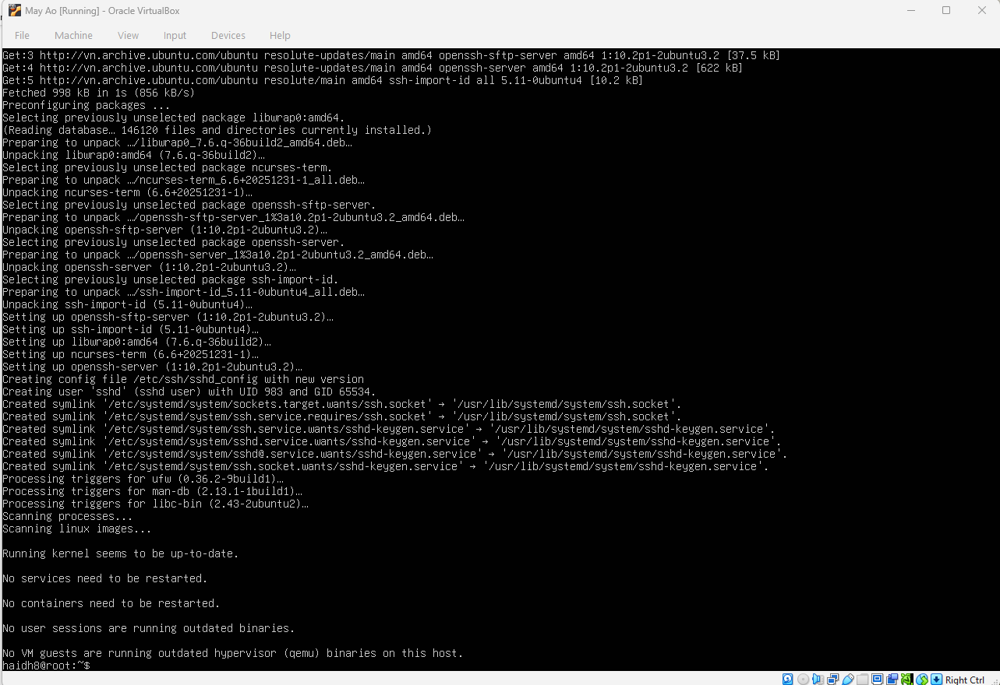 May Ao [Running] - Oracle VirtualBox
File Machine View Input Devices Help
Get:3 http://vn.archive.ubuntu.com/ubuntu resolute-updates/main amd64 openssh-sftp-server amd64 1:10.2p1-2ubuntu3.2 [37.5 kB]
Get:4 http://vn.archive.ubuntu.com/ubuntu resolute-updates/main amd64 openssh-server amd64 1:10.2p1-2ubuntu3.2 [622 kB]
Get:5 http://vn.archive.ubuntu.com/ubuntu resolute/main amd64 ssh-import-id all 5.11-0ubuntu4 [10.2 kB]
Fetched 998 kB in 1s (856 kB/s)
Preconfiguring packages ...
Selecting previously unselected package libwrap0:amd64.
(Reading database… 146120 files and directories currently installed.)
Preparing to unpack …/libwrap0_7.6.q-36build2_amd64.deb…
Unpacking libwrap0:amd64 (7.6.q-36build2)…
Selecting previously unselected package ncurses-term.
Preparing to unpack …/ncurses-term_6.6+20251231-1_all.deb…
Unpacking ncurses-term (6.6+20251231-1)…
Selecting previously unselected package openssh-sftp-server.
Preparing to unpack …/openssh-sftp-server_1%3a10.2p1-2ubuntu3.2_amd64.deb…
Unpacking openssh-sftp-server (1:10.2p1-2ubuntu3.2)…
Selecting previously unselected package openssh-server.
Preparing to unpack …/openssh-server_1%3a10.2p1-2ubuntu3.2_amd64.deb…
Unpacking openssh-server (1:10.2p1-2ubuntu3.2)…
Selecting previously unselected package ssh-import-id.
Preparing to unpack …/ssh-import-id_5.11-0ubuntu4_all.deb…
Unpacking ssh-import-id (5.11-0ubuntu4)…
Setting up openssh-sftp-server (1:10.2p1-2ubuntu3.2)…
Setting up ssh-import-id (5.11-0ubuntu4)…
Setting up libwrap0:amd64 (7.6.q-36build2)…
Setting up ncurses-term (6.6+20251231-1)…
Setting up openssh-server (1:10.2p1-2ubuntu3.2)…
Creating config file /etc/ssh/sshd_config with new version
Creating user 'sshd' (sshd user) with UID 983 and GID 65534.
Created symlink '/etc/systemd/system/sockets.target.wants/ssh.socket' → '/usr/lib/systemd/system/ssh.socket'.
Created symlink '/etc/systemd/system/ssh.service.requires/ssh.socket' → '/usr/lib/systemd/system/ssh.socket'.
Created symlink '/etc/systemd/system/ssh.service.wants/sshd-keygen.service' → '/usr/lib/systemd/system/sshd-keygen.service'.
Created symlink '/etc/systemd/system/sshd.service.wants/sshd-keygen.service' → '/usr/lib/systemd/system/sshd-keygen.service'.
Created symlink '/etc/systemd/system/sshd@.service.wants/sshd-keygen.service' → '/usr/lib/systemd/system/sshd-keygen.service'.
Created symlink '/etc/systemd/system/ssh.socket.wants/sshd-keygen.service' → '/usr/lib/systemd/system/sshd-keygen.service'.
Processing triggers for ufw (0.36.2-9build1)…
Processing triggers for man-db (2.13.1-1build1)…
Processing triggers for libc-bin (2.43-2ubuntu2)…
Scanning processes...
Scanning linux images...
Running kernel seems to be up-to-date.
No services need to be restarted.
No containers need to be restarted.
No user sessions are running outdated binaries.
No VM guests are running outdated hypervisor (qemu) binaries on this host.
haidh8@root:~$
Right Ctrl